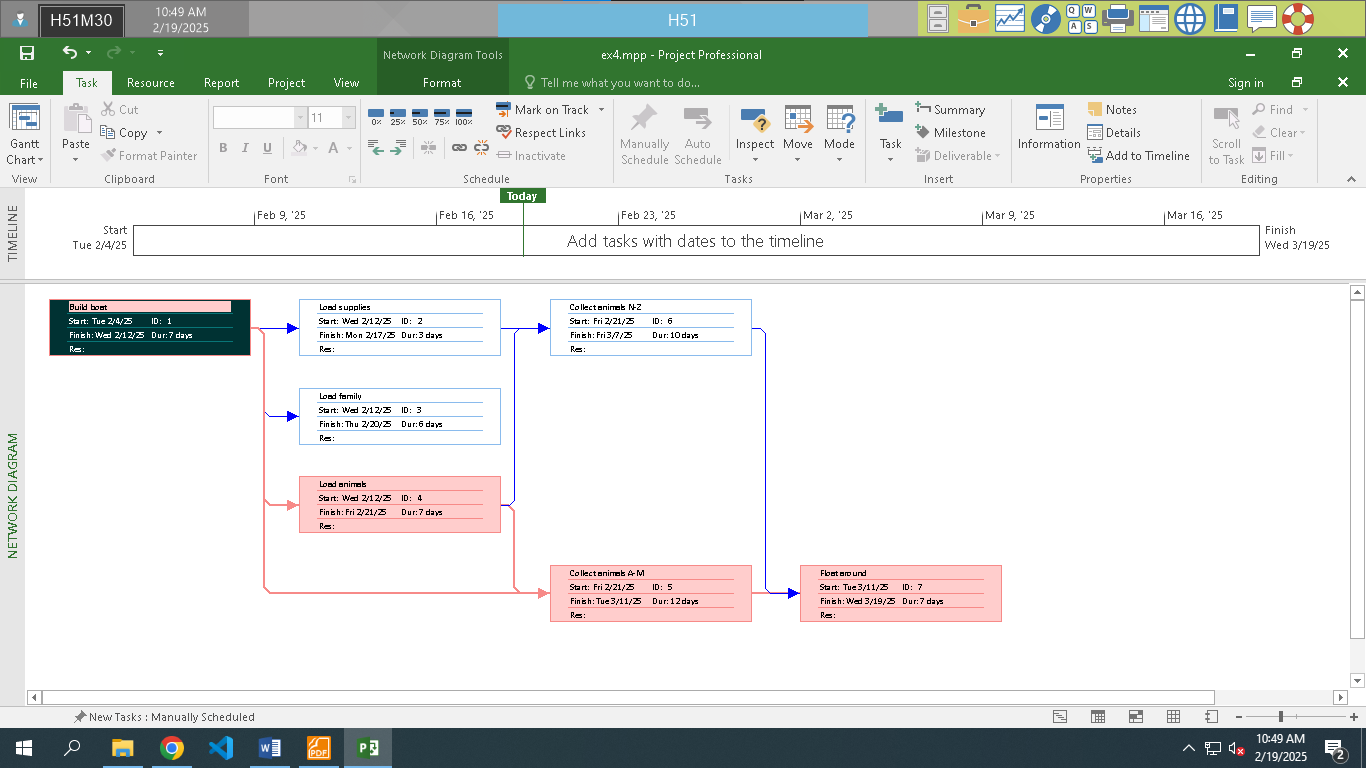 H51M30
10:49 AM
2/19/2025
H51
Q W
A S
Network Diagram Tools
ex4.mpp - Project Professional
File
Task
Resource
Report
Project
View
Format
Tell me what you want to do...
Sign in
Gantt
Chart
View
Paste
Cut
Copy
Format Painter
Clipboard
11
B I U
A
Font
0% 25% 50% 75% 100%
Mark on Track
Respect Links
Inactivate
Schedule
Manually
Schedule
Auto
Schedule
Inspect
Move
Mode
Tasks
Task
Summary
Milestone
Deliverable
Insert
Information
Notes
Details
Add to Timeline
Properties
Scroll
to Task
Find
Clear
Fill
Editing
TIMELINE
Today
Feb 9, '25
Feb 16, '25
Feb 23, '25
Mar 2, '25
Mar 9, '25
Mar 16, '25
Start
Tue 2/4/25
Add tasks with dates to the timeline
Finish
Wed 3/19/25
NETWORK DIAGRAM
Build boat
Start: Tue 2/4/25 ID: 1
Finish: Wed 2/12/25 Dur: 7 days
Res:
Load supplies
Start: Wed 2/12/25 ID: 2
Finish: Mon 2/17/25 Dur: 3 days
Res:
Collect animals N-Z
Start: Fri 2/21/25 ID: 6
Finish: Fri 3/7/25 Dur: 10 days
Res:
Load family
Start: Wed 2/12/25 ID: 3
Finish: Thu 2/20/25 Dur: 6 days
Res:
Load animals
Start: Wed 2/12/25 ID: 4
Finish: Fri 2/21/25 Dur: 7 days
Res:
Collect animals A-M
Start: Fri 2/21/25 ID: 5
Finish: Tue 3/11/25 Dur: 12 days
Res:
Float around
Start: Tue 3/11/25 ID: 7
Finish: Wed 3/19/25 Dur: 7 days
Res:
New Tasks : Manually Scheduled
PDF
10:49 AM
2/19/2025
2